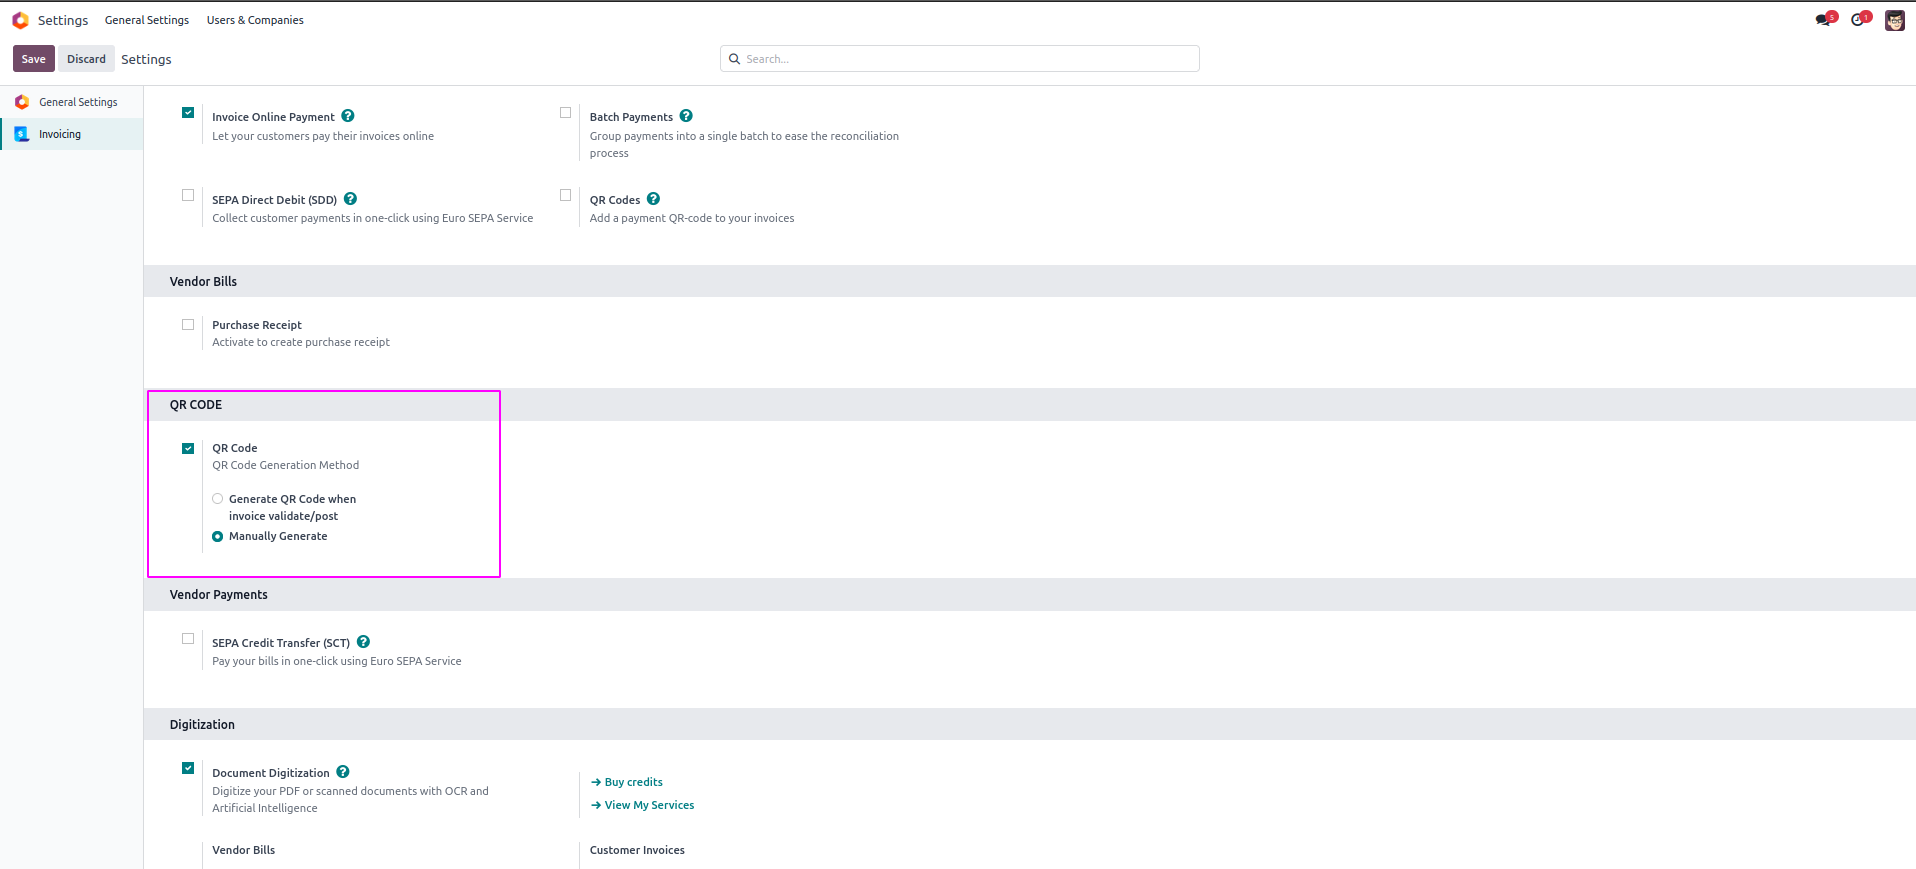 Settings General Settings Users & Companies 5 1
Save Discard Settings Search...
General Settings
Invoicing
Invoice Online Payment ?
Let your customers pay their invoices online
Batch Payments ?
Group payments into a single batch to ease the reconciliation
process
SEPA Direct Debit (SDD) ?
Collect customer payments in one-click using Euro SEPA Service
QR Codes ?
Add a payment QR-code to your invoices
Vendor Bills
Purchase Receipt
Activate to create purchase receipt
QR CODE
QR Code
QR Code Generation Method
Generate QR Code when
invoice validate/post
Manually Generate
Vendor Payments
SEPA Credit Transfer (SCT) ?
Pay your bills in one-click using Euro SEPA Service
Digitization
Document Digitization ?
Digitize your PDF or scanned documents with OCR and
Artificial Intelligence
→ Buy credits
→ View My Services
Vendor Bills
Customer Invoices